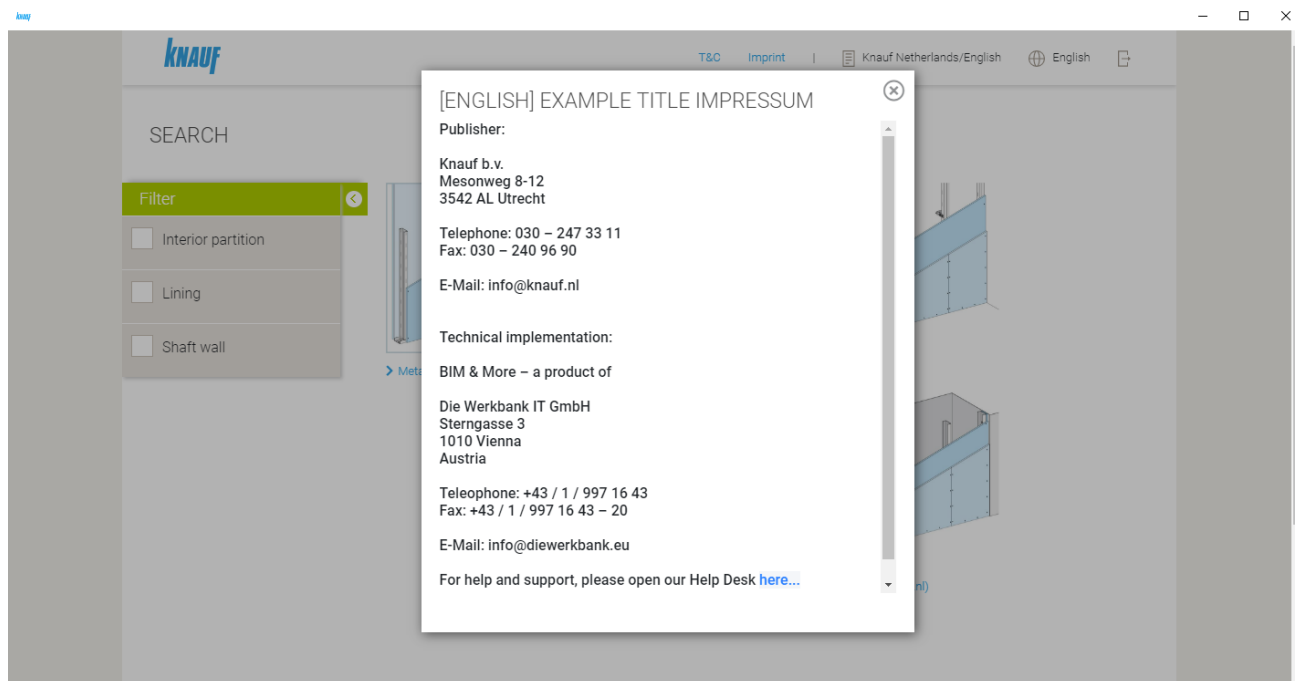 knauf
KNAUF
T&C Imprint | Knauf Netherlands/English English
[ENGLISH] EXAMPLE TITLE IMPRESSUM
SEARCH
Filter
Interior partition
Lining
Shaft wall
Meta
Publisher:
Knauf b.v.
Mesonweg 8-12
3542 AL Utrecht
Telephone: 030 – 247 33 11
Fax: 030 – 240 96 90
E-Mail: info@knauf.nl
Technical implementation:
BIM & More – a product of
Die Werkbank IT GmbH
Sterngasse 3
1010 Vienna
Austria
Teleophone: +43 / 1 / 997 16 43
Fax: +43 / 1 / 997 16 43 – 20
E-Mail: info@diewerkbank.eu
For help and support, please open our Help Desk here...
nl)